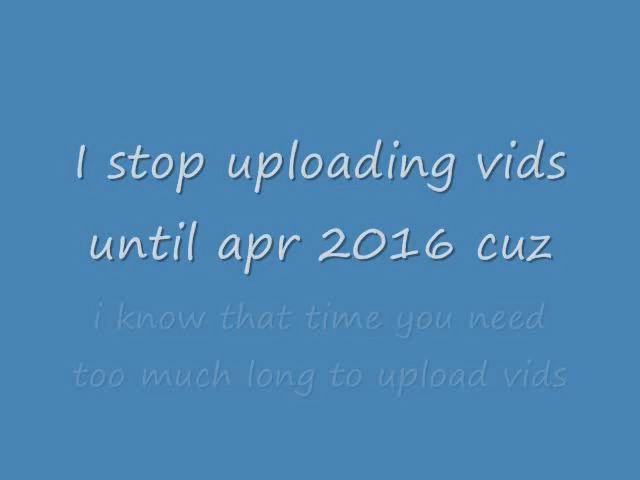 I stop uploading vids
until apr 2016 cuz
i know that time you need
too much long to upload vids